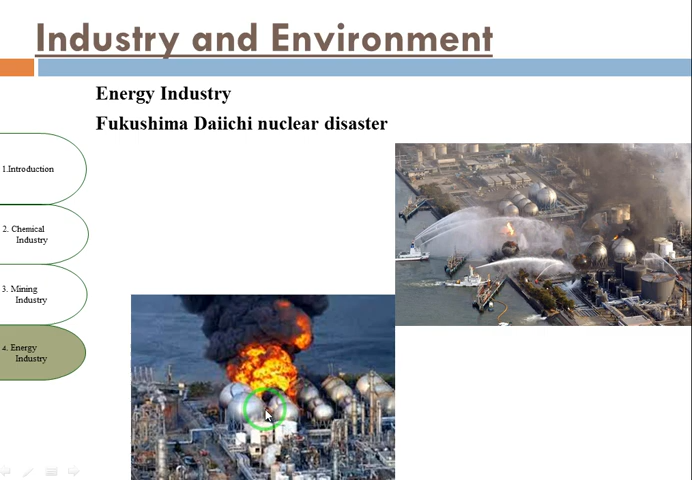 Industry and Environment
Energy Industry
Fukushima Daiichi nuclear disaster
1.Introduction
2. Chemical
Industry
3. Mining
Industry
4. Energy
Industry